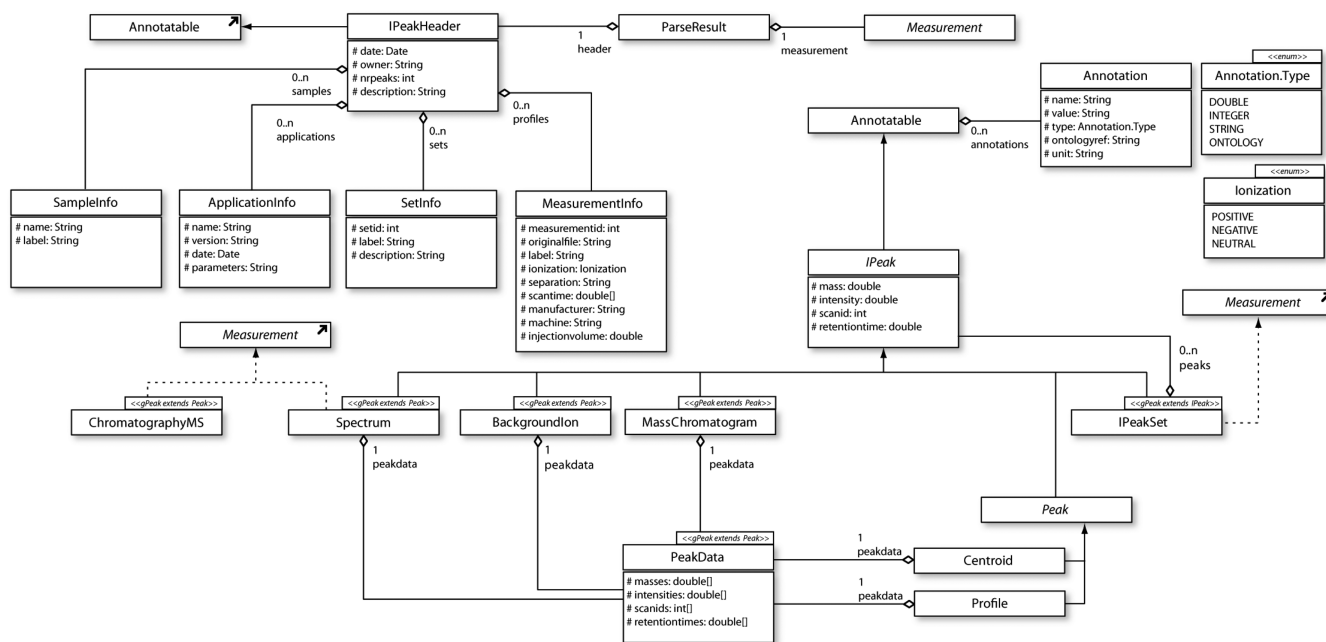 Annotatable
IPeakHeader
# date: Date
# owner: String
# nrpeaks: int
# description: String
1
header
ParseResult
1
measurement
Measurement
0..n
samples
0..n
applications
0..n
sets
0..n
profiles
Annotatable
0..n
annotations
Annotation
# name: String
# value: String
# type: Annotation.Type
# ontologyref: String
# unit: String
<<enum>>
Annotation.Type
DOUBLE
INTEGER
STRING
ONTOLOGY
<<enum>>
Ionization
POSITIVE
NEGATIVE
NEUTRAL
SampleInfo
# name: String
# label: String
ApplicationInfo
# name: String
# version: String
# date: Date
# parameters: String
SetInfo
# setid: int
# label: String
# description: String
MeasurementInfo
# measurementid: int
# originalfile: String
# label: String
# ionization: Ionization
# separation: String
# scantime: double[]
# manufacturer: String
# machine: String
# injectionvolume: double
IPeak
# mass: double
# intensity: double
# scanid: int
# retentiontime: double
Measurement
Measurement
0..n
peaks
<<gPeak extends Peak>>
ChromatographyMS
<<gPeak extends Peak>>
Spectrum
<<gPeak extends Peak>>
BackgroundIon
<<gPeak extends Peak>>
MassChromatogram
<<gPeak extends IPeak>>
IPeakSet
1
peakdata
1
peakdata
1
peakdata
Peak
<<gPeak extends Peak>>
PeakData
# masses: double[]
# intensities: double[]
# scanids: int[]
# retentiontimes: double[]
1
peakdata
Centroid
1
peakdata
Profile